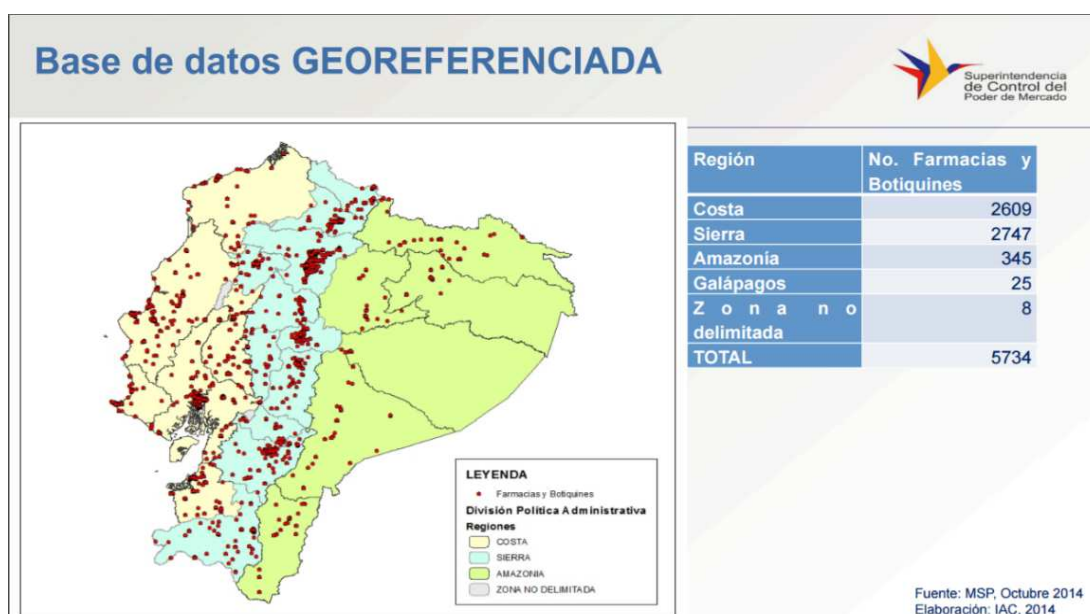 Base de datos GEOREFERENCIADA
Superintendencia
de Control del
Poder de Mercado
Región No. Farmacias y
Botiquines
Costa 2609
Sierra 2747
Amazonía 345
Galápagos 25
Zona no 8
delimitada
TOTAL 5734
LEYENDA
Farmacias y Botiquines
División Política Administrativa
Regiones
COSTA
SIERRA
AMAZONIA
ZONA NO DELIMITADA
Fuente: MSP, Octubre 2014
Elaboración: IAC, 2014